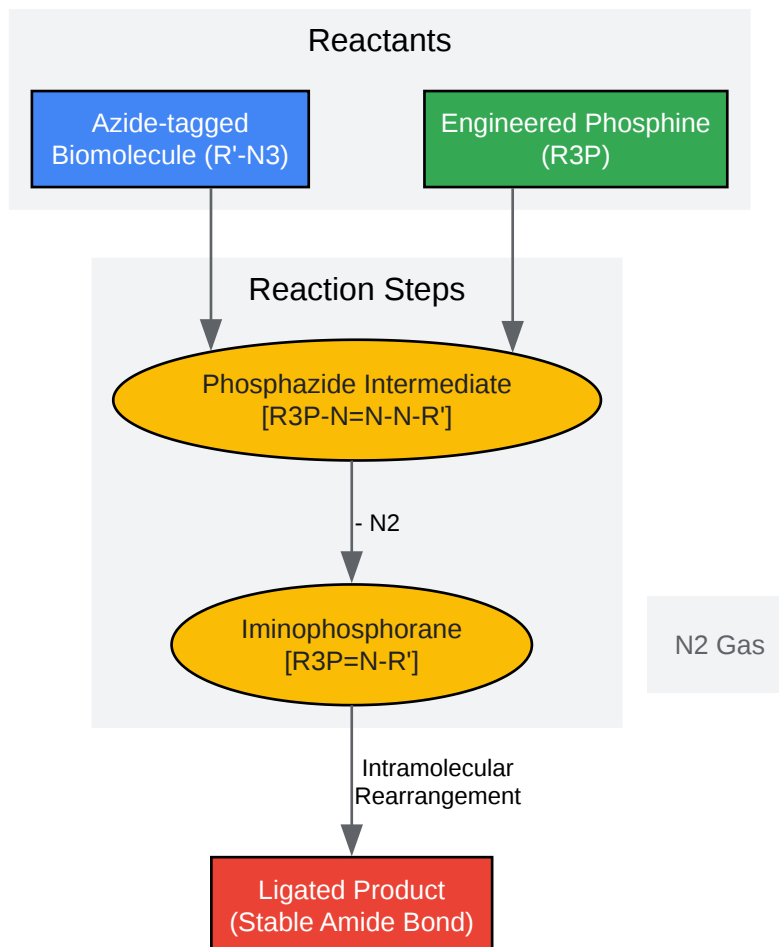 Reactants
Azide-tagged
Biomolecule (R'-N3)
Engineered Phosphine
(R3P)
Reaction Steps
Phosphazide Intermediate
[R3P-N=N-N-R']
- N2
Iminophosphorane
[R3P=N-R']
N2 Gas
Intramolecular
Rearrangement
Ligated Product
(Stable Amide Bond)